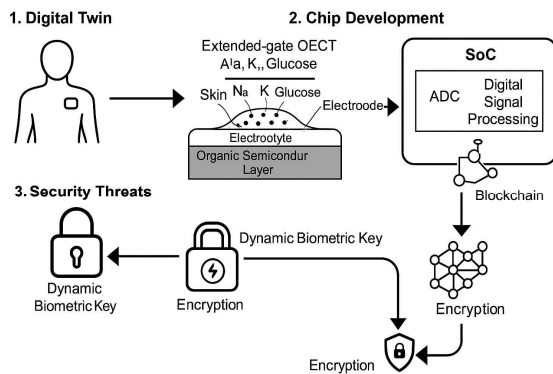 1. Digital Twin
2. Chip Development
Extended-gate OECT
AIa, K,, Glucose
Skin
Na
K
Glucose
Electroode
Electrootyte
Organic Semicondur
Layer
SoC
ADC
Digital
Signal
Processing
Blockchain
3. Security Threats
Dynamic
Biometric Key
Encryption
Dynamic Biometric Key
Encryption
Encryption